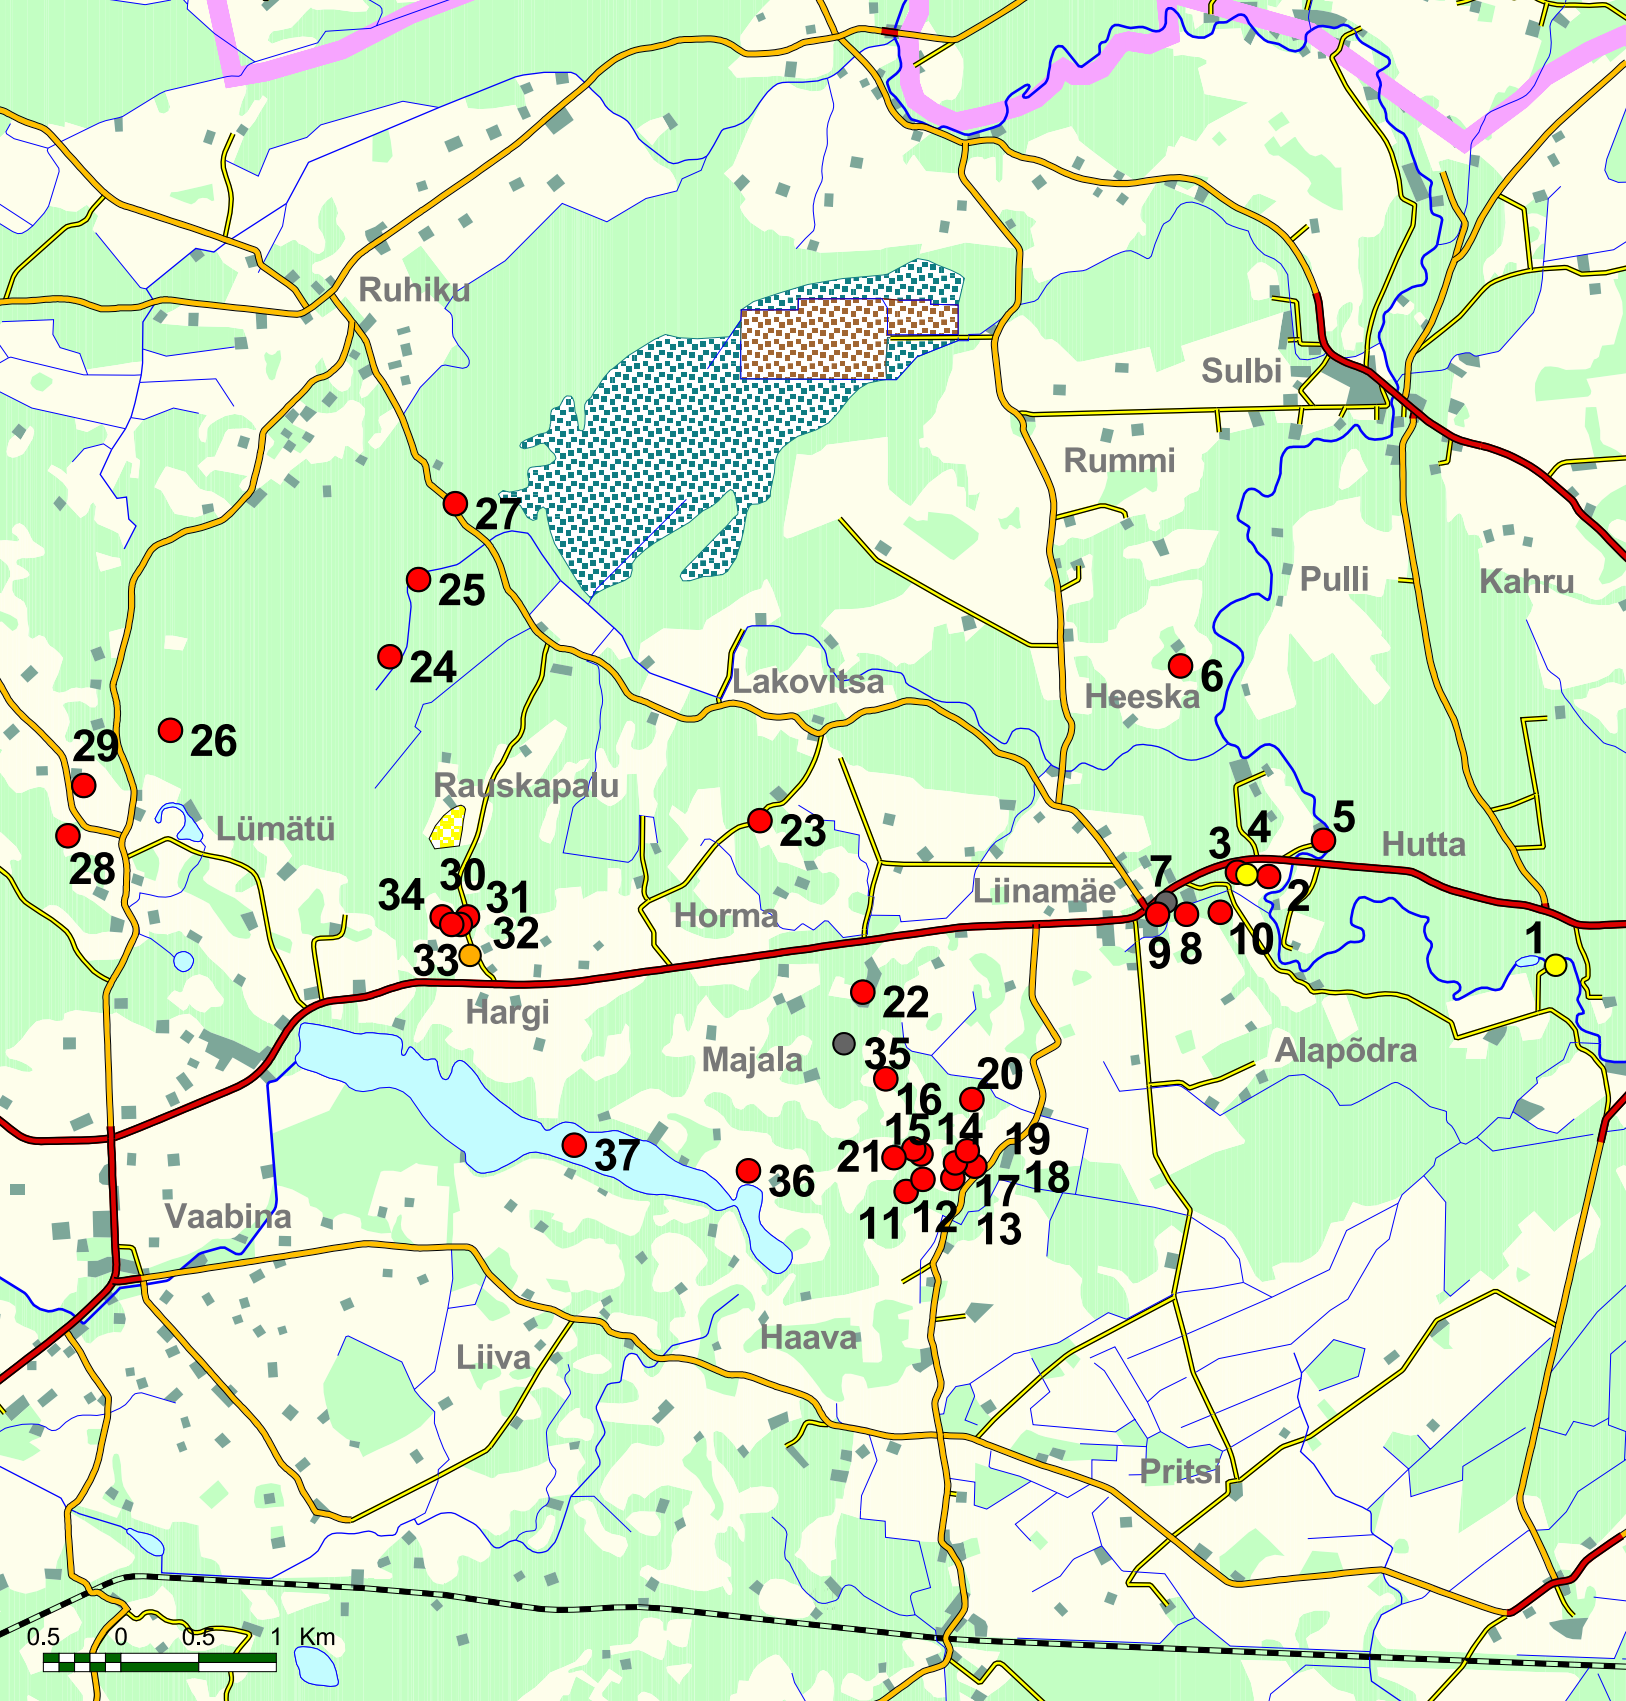 Ruhiku
Sulbi
Rummi
27
Pulli
Kahru
25
24
6
Lakovitsa
Heeska
26
29
Rauskapalu
Lümätü
23
5
4
3
Hutta
28
30
7
34
31
Liinamäe
2
Horma
32
8
10
1
9
33
22
Hargi
35
Majala
Alapõdra
20
16
15
14
19
21
37
36
18
17
Vaabina
11
12
13
Haava
Liiva
Pritsi
0.5 0 0.5 1 Km